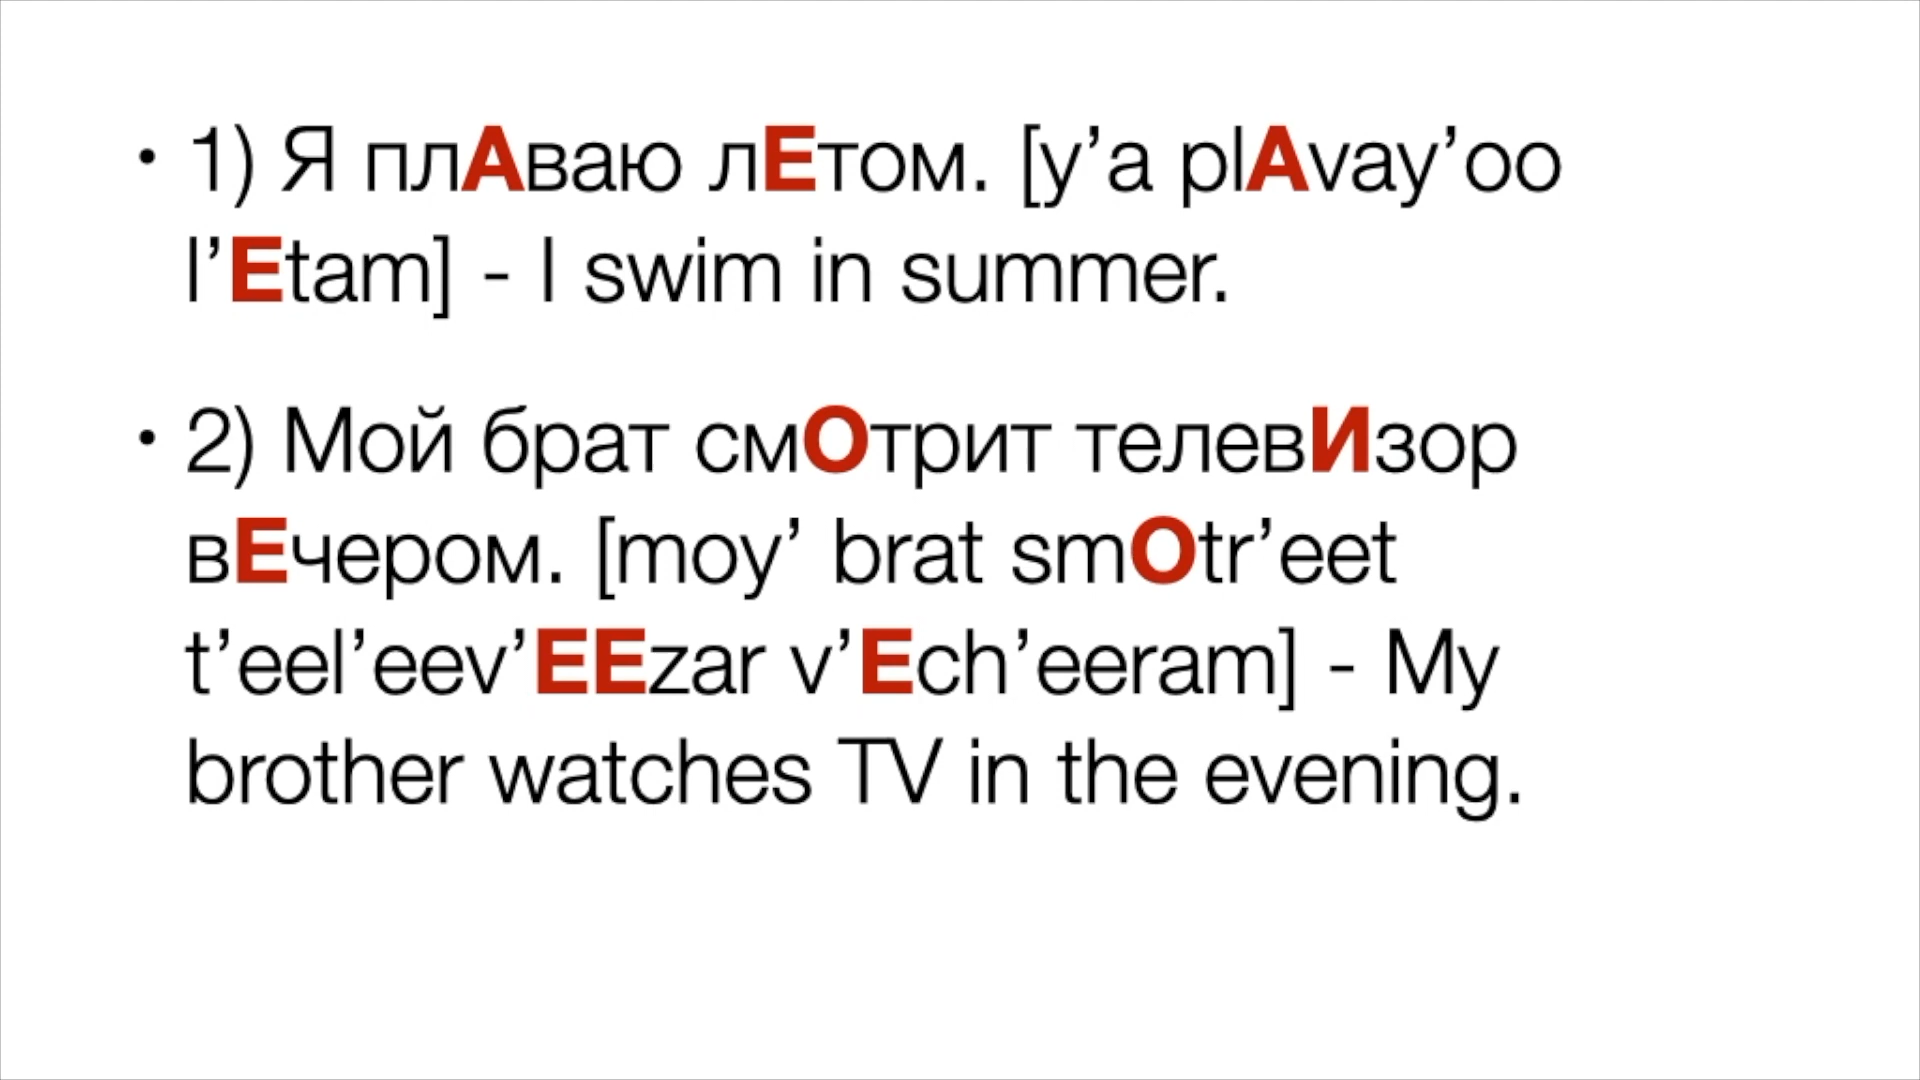 • 1) Я плАваю лЕтом. [y’a plAvay’oo
l’Etam] - I swim in summer.
• 2) Мой брат смОтрит телевИзор
вЕчером. [moy’ brat smOtr’eet
t’eel’eev’EEzar v’Ech’eeram] - My
brother watches TV in the evening.